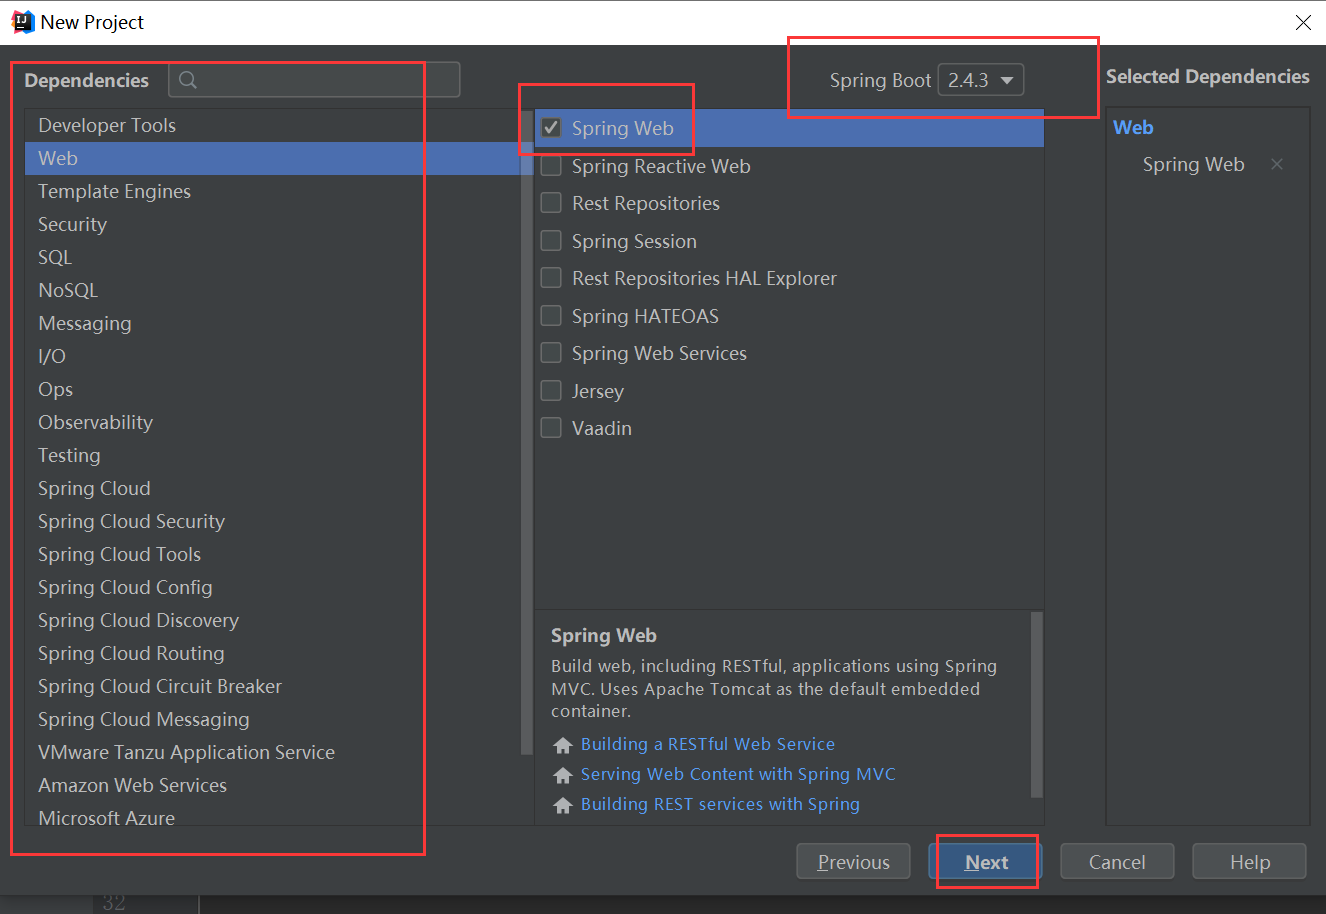 New Project
Dependencies
Spring Boot 2.4.3
Selected Dependencies
Developer Tools
Web
Template Engines
Security
SQL
NoSQL
Messaging
I/O
Ops
Observability
Testing
Spring Cloud
Spring Cloud Security
Spring Cloud Tools
Spring Cloud Config
Spring Cloud Discovery
Spring Cloud Routing
Spring Cloud Circuit Breaker
Spring Cloud Messaging
VMware Tanzu Application Service
Amazon Web Services
Microsoft Azure
Spring Web
Spring Reactive Web
Rest Repositories
Spring Session
Rest Repositories HAL Explorer
Spring HATEOAS
Spring Web Services
Jersey
Vaadin
Spring Web
Build web, including RESTful, applications using Spring
MVC. Uses Apache Tomcat as the default embedded
container.
Building a RESTful Web Service
Serving Web Content with Spring MVC
Building REST services with Spring
Web
Spring Web
Previous
Next
Cancel
Help
32